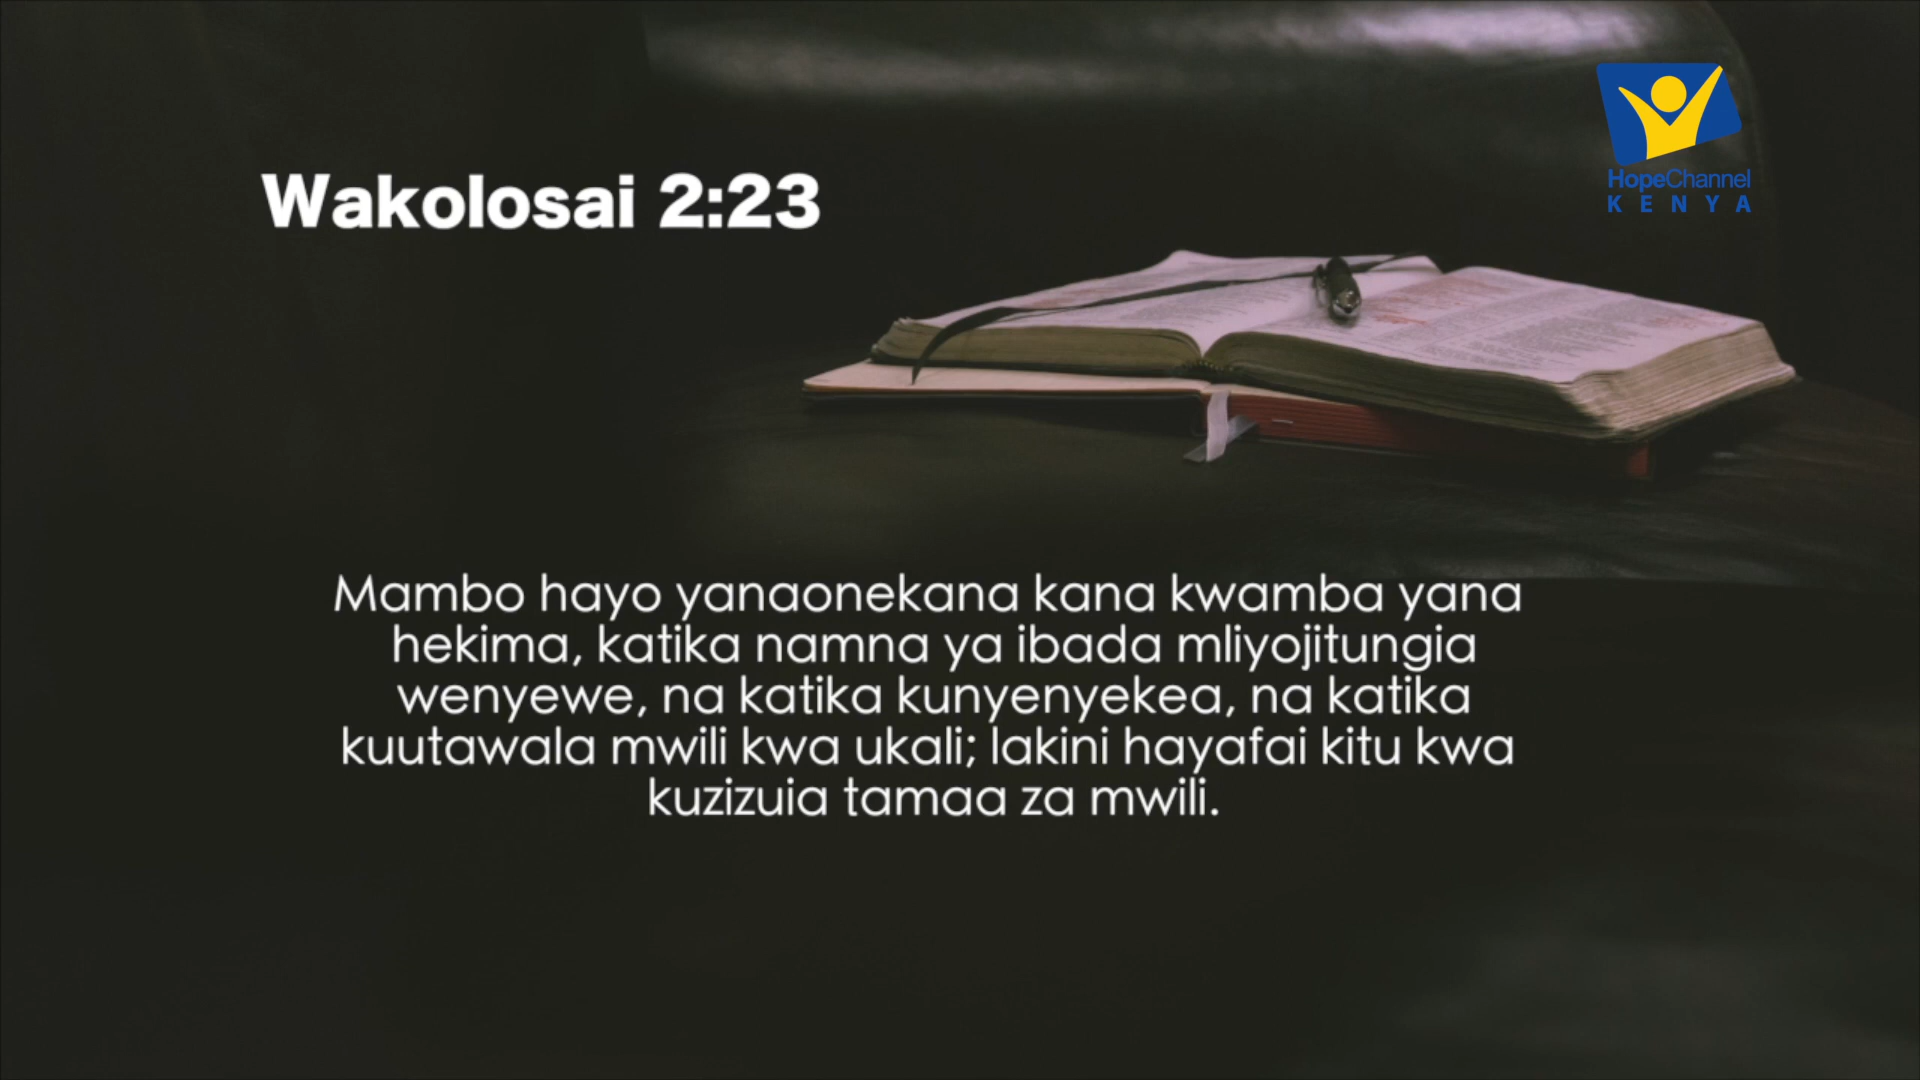 HopeChannel
KENYA
Wakolosai 2:23
Mambo hayo yanaonekana kana kwamba yana
hekima, katika namna ya ibada mliyojitungia
wenyewe, na katika kunyenyekea, na katika
kuutawala mwili kwa ukali; lakini hayafai kitu kwa
kuzizuia tamaa za mwili.